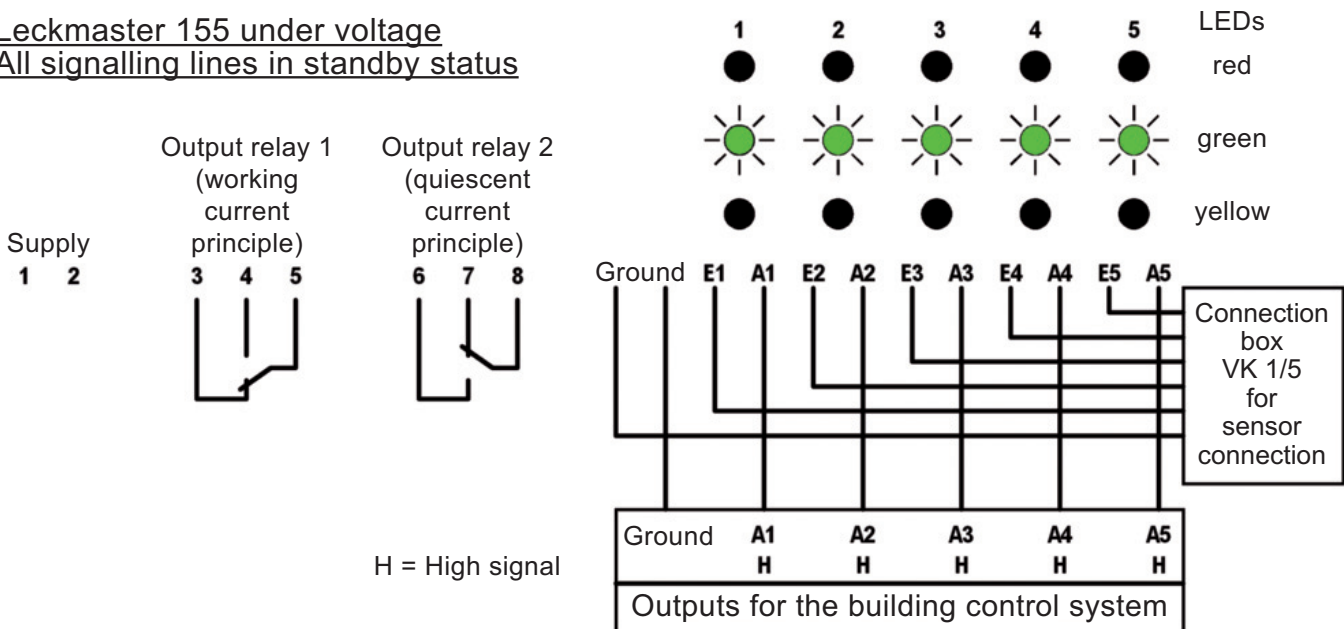 Leckmaster 155 under voltage
All signalling lines in standby status
1 2 3 4 5 LEDs
red
green
yellow
Output relay 1
(working
current
principle)
Output relay 2
(quiescent
current
principle)
Supply
1 2 3 4 5 6 7 8
Ground E1 A1 E2 A2 E3 A3 E4 A4 E5 A5
Connection
box
VK 1/5
for
sensor
connection
Ground A1 A2 A3 A4 A5
H H H H H
H = High signal
Outputs for the building control system